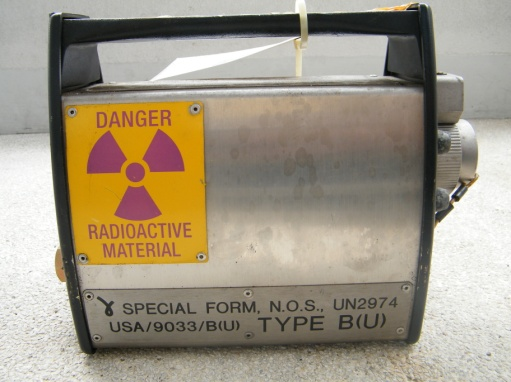 DANGER
RADIOACTIVE
MATERIAL
γ SPECIAL FORM, N.O.S., UN2974
USA/9033/B(U) TYPE B(U)